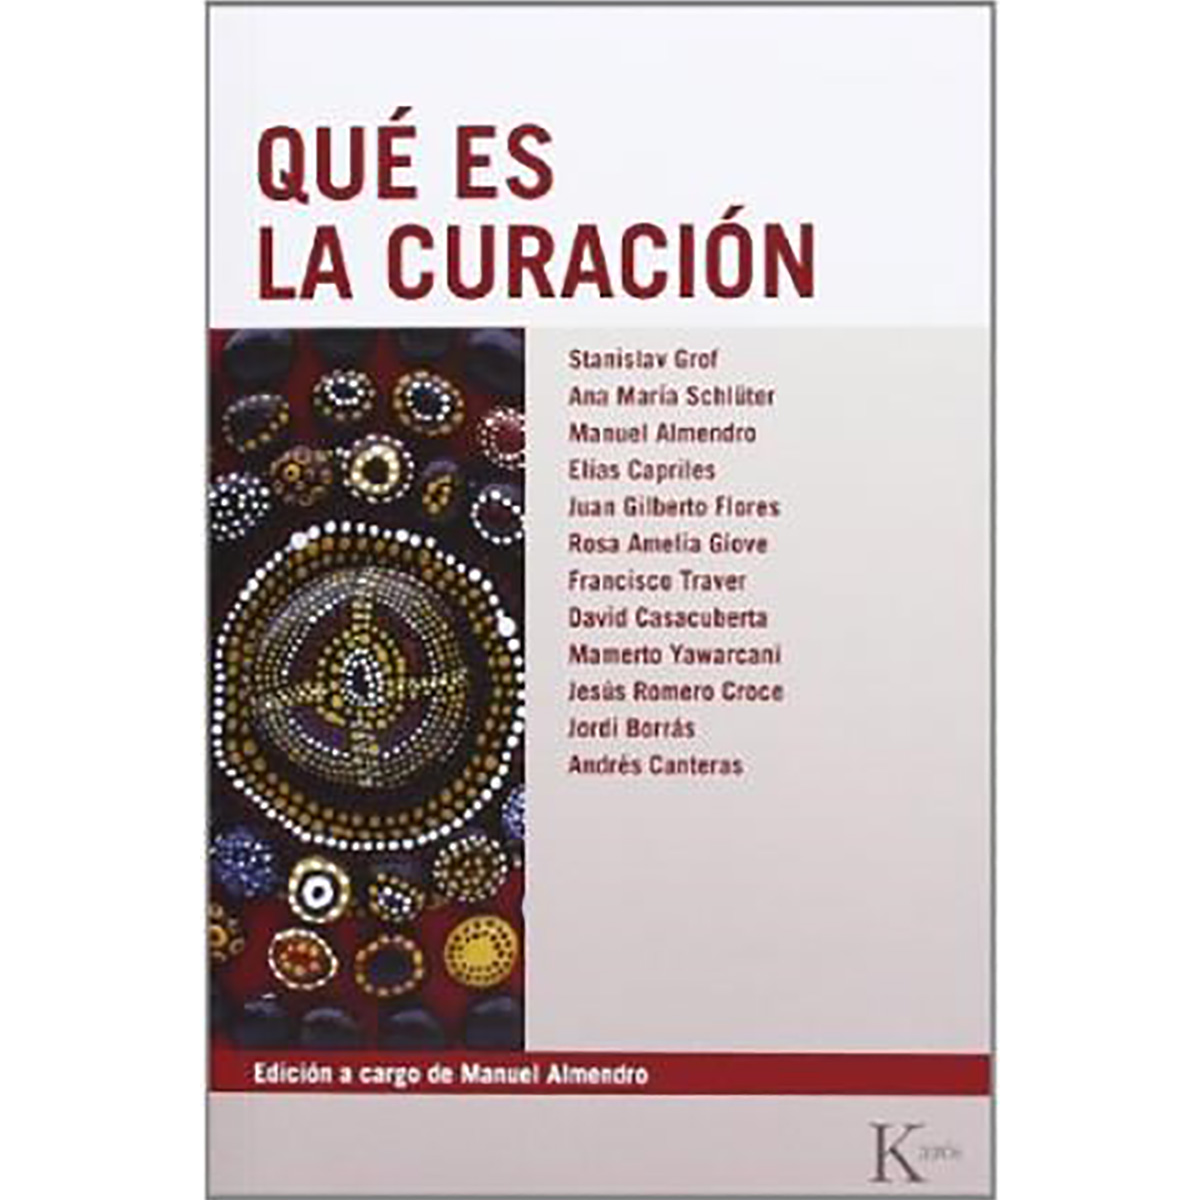 QUÉ ES
LA CURACIÓN
Stanislav Grof
Ana María Schlüter
Manuel Almendro
Elías Capriles
Juan Gilberto Flores
Rosa Amelia Giove
Francisco Traver
David Casacuberta
Mamerto Yawarcani
Jesús Romero Croce
Jordi Borrás
Andrés Canteras
Edición a cargo de Manuel Almendro
Kairós